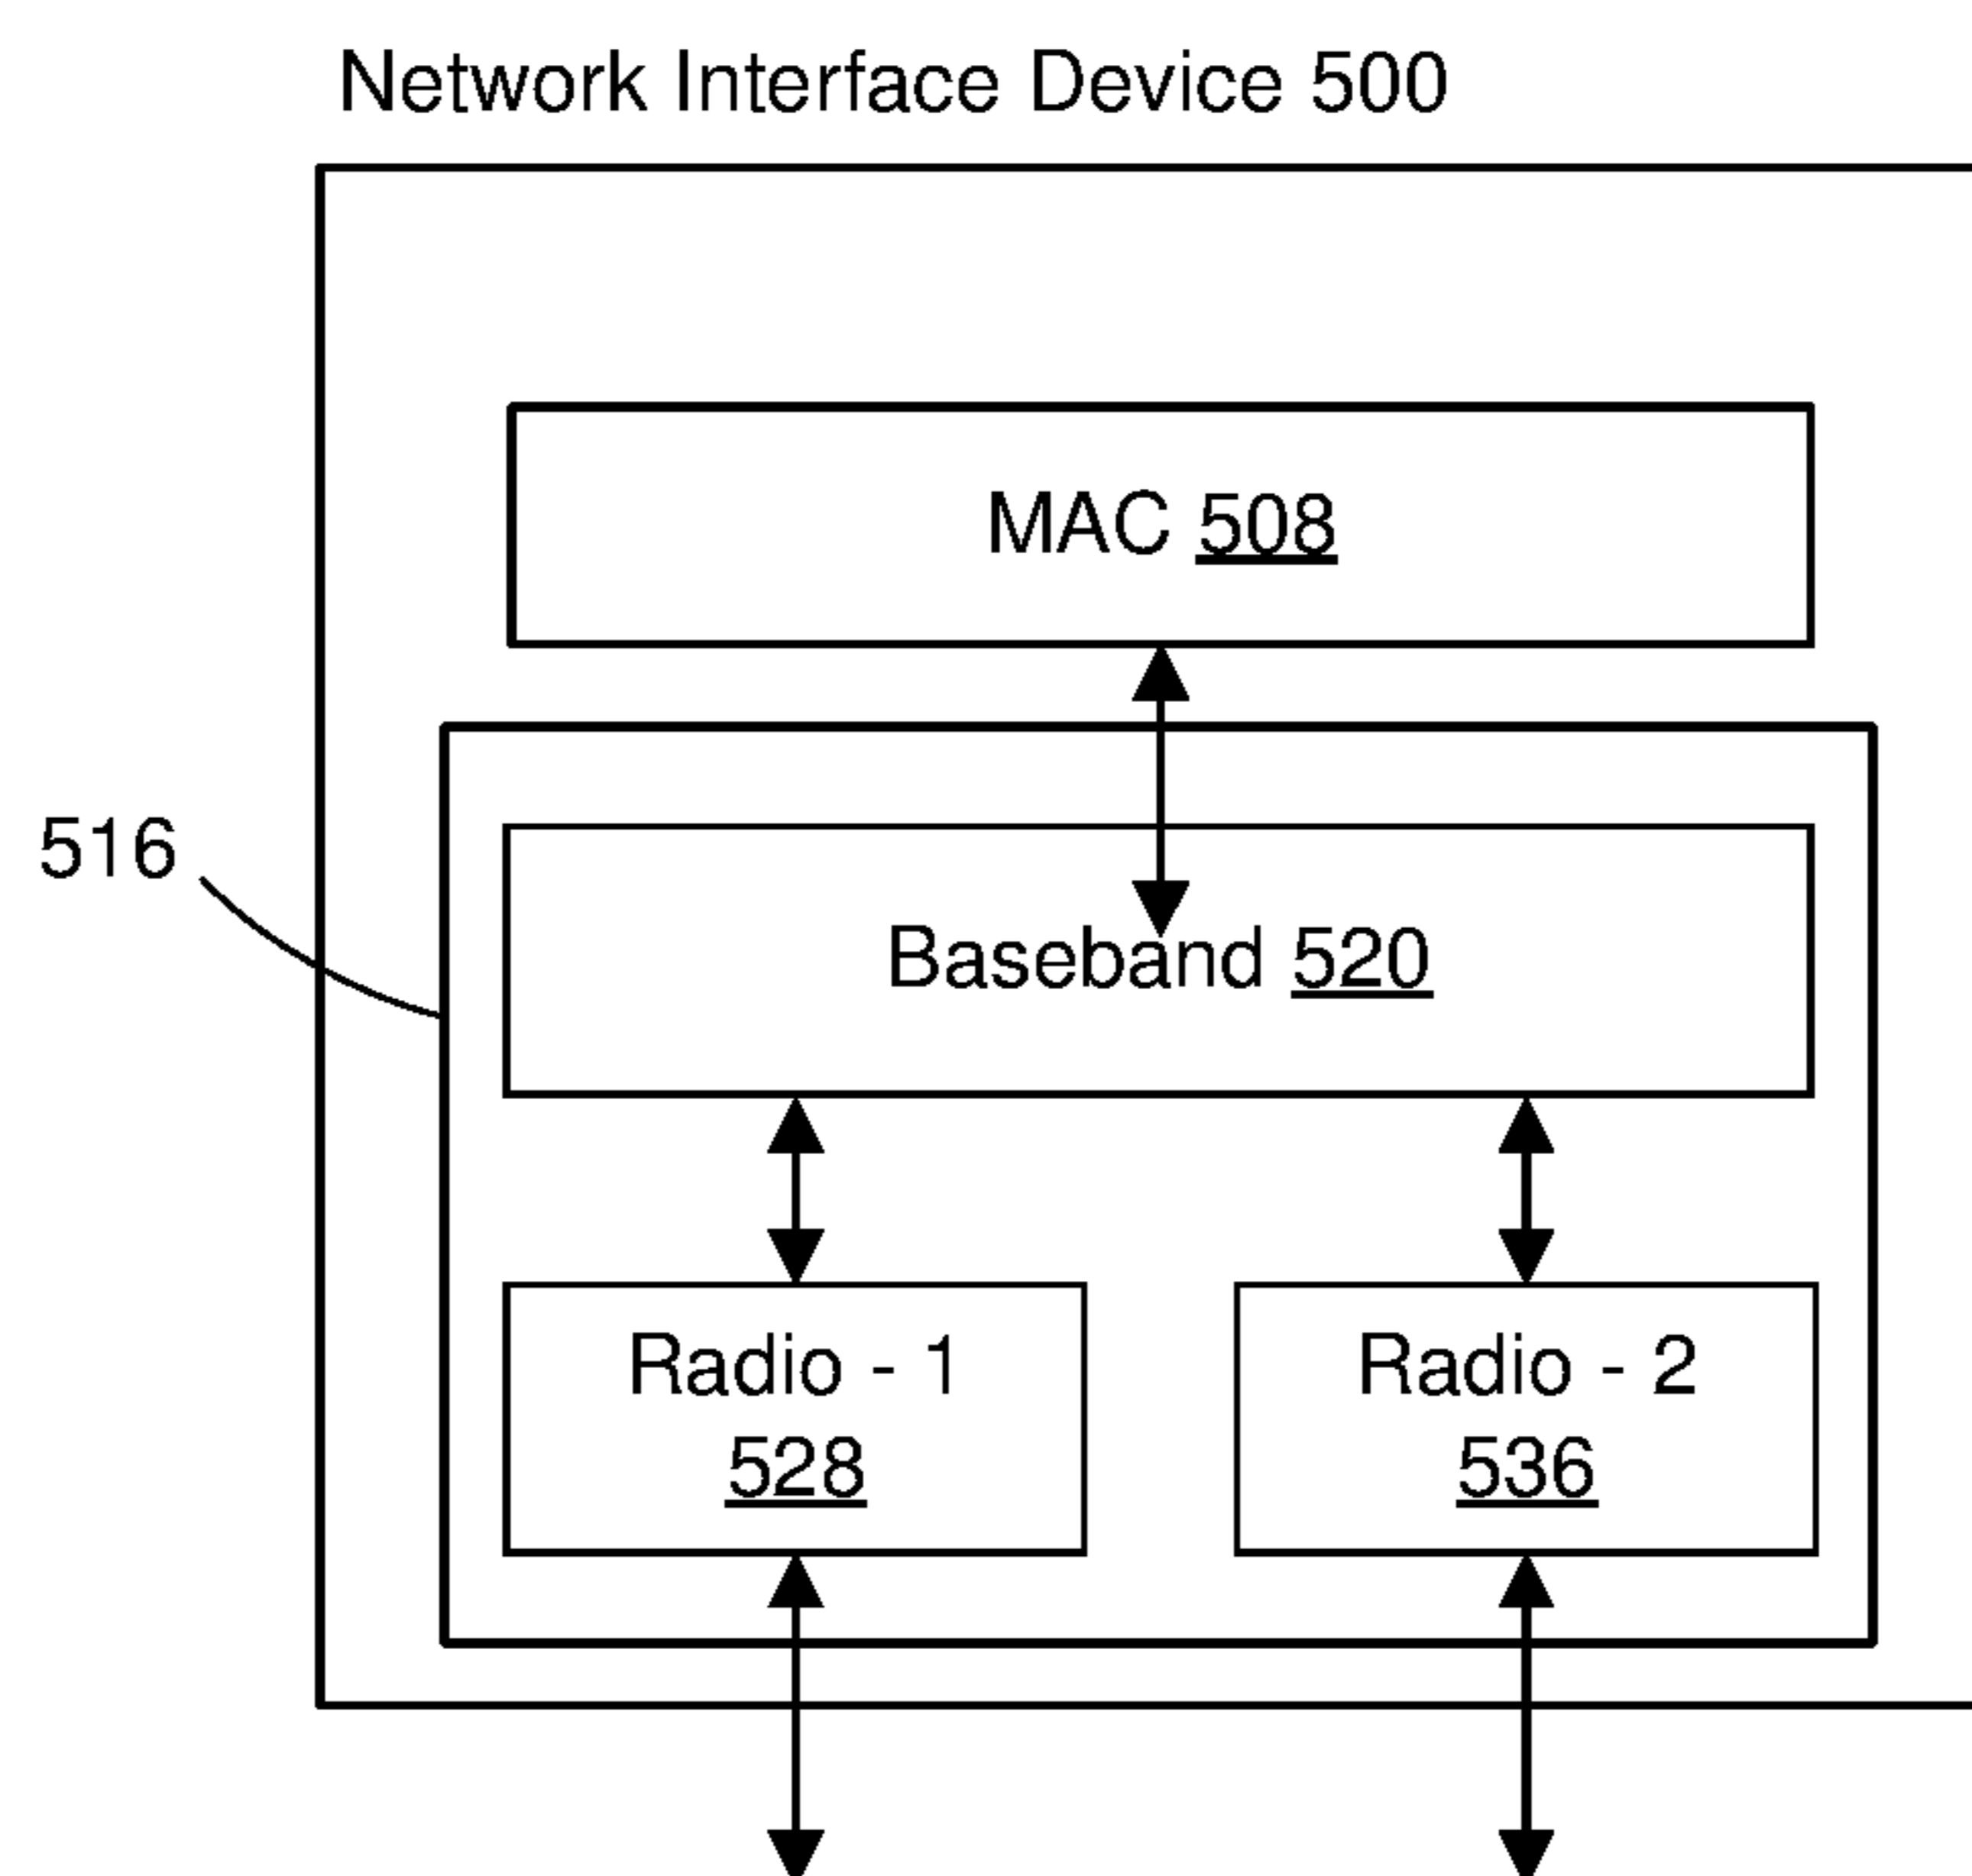 Network Interface Device 500
MAC 508
516
Baseband 520
Radio - 1
528
Radio - 2
536